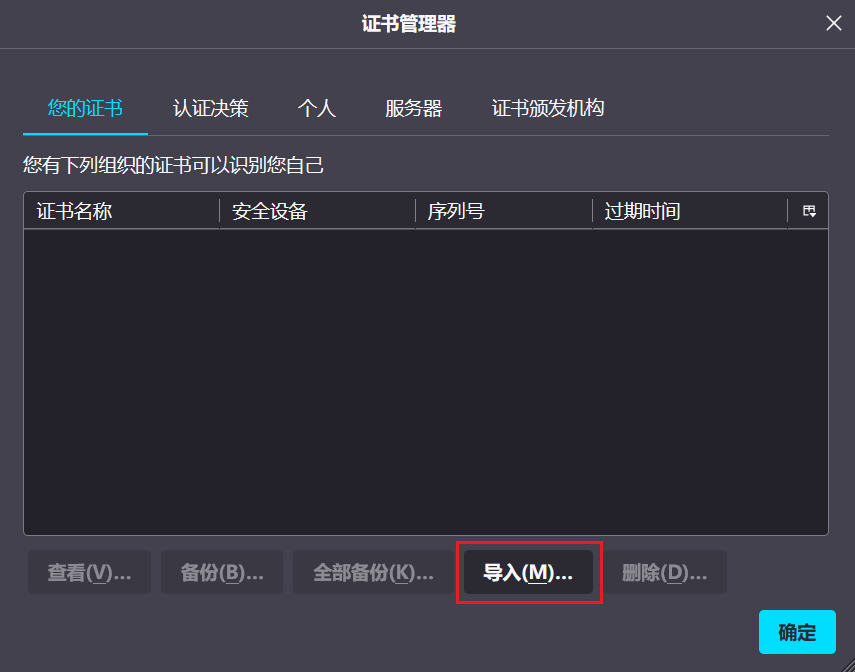 证书管理器
您的证书 认证决策 个人 服务器 证书颁发机构
您有下列组织的证书可以识别您自己
证书名称 安全设备 序列号 过期时间
查看(V)... 备份(B)... 全部备份(K)... 导入(M)... 删除(D)...
确定